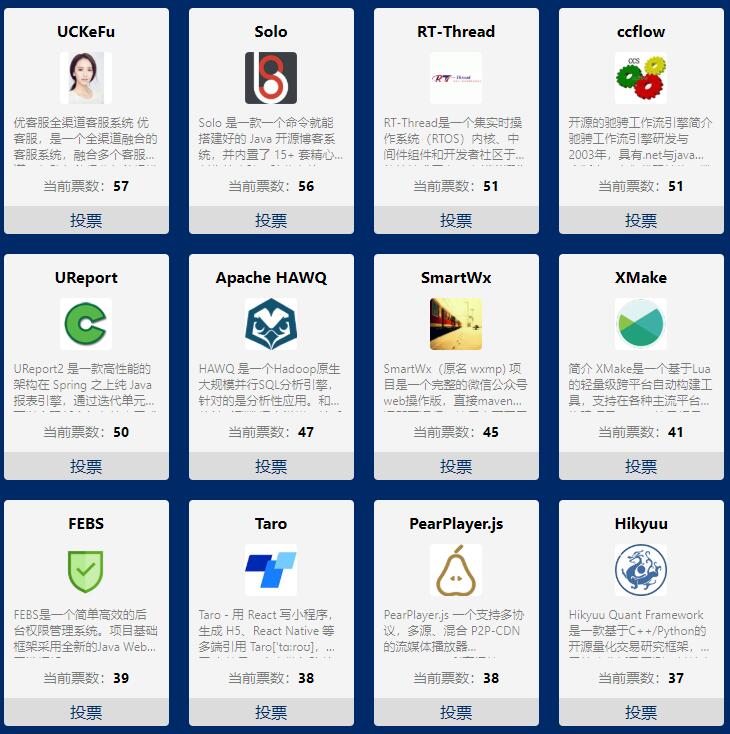 UCKeFu
优客服全渠道客服系统 优
客服，是一个全渠道融合的
客服系统，融合多个客服...
当前票数：57
投票
Solo
Solo 是一款一个命令就能
搭建好的 Java 开源博客系
统，并内置了 15+ 套精心...
当前票数：56
投票
RT-Thread
RT-Thread
RT-Thread是一个集实时操
作系统（RTOS）内核、中
间件组件和开发者社区于...
当前票数：51
投票
ccflow
CCS
开源的驰骋工作流引擎简介
驰骋工作流引擎研发与
2003年，具有.net与java...
当前票数：51
投票
UReport
UReport2 是一款高性能的
架构在 Spring 之上纯 Java
报表引擎，通过迭代单元...
当前票数：50
投票
Apache HAWQ
HAWQ 是一个Hadoop原生
大规模并行SQL分析引擎，
针对的是分析性应用。和...
当前票数：47
投票
SmartWx
SmartWx（原名 wxmp) 项
目是一个完整的微信公众号
web操作版，直接maven...
当前票数：45
投票
XMake
简介 XMake是一个基于Lua
的轻量级跨平台自动构建工
具，支持在各种主流平台...
当前票数：41
投票
FEBS
FEBS是一个简单高效的后
台权限管理系统。项目基础
框架采用全新的Java Web...
当前票数：39
投票
Taro
Taro - 用 React 写小程序，
生成 H5、React Native 等
多端引用 Taro['tɑ:roʊ]，...
当前票数：38
投票
PearPlayer.js
PearPlayer.js 一个支持多协
议，多源、混合 P2P-CDN
的流媒体播放器...
当前票数：38
投票
Hikyuu
Hikyuu Quant Framework
是一款基于C++/Python的
开源量化交易研究框架，...
当前票数：37
投票